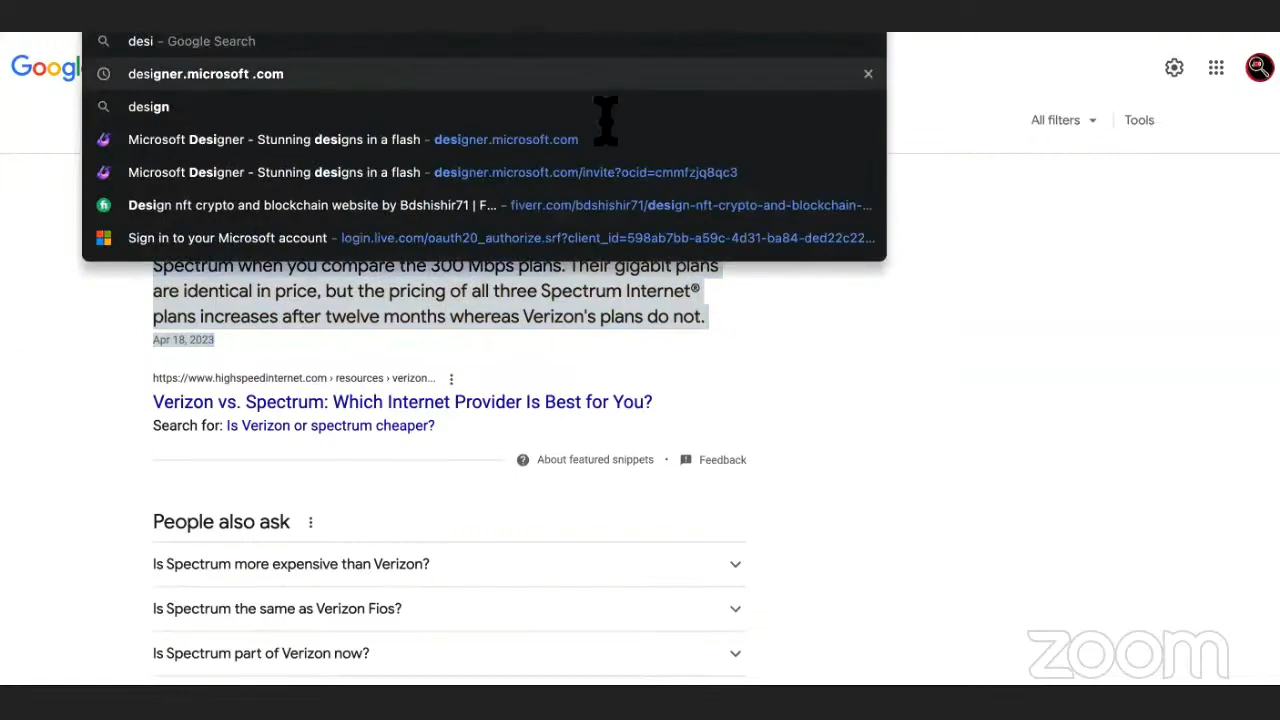 desi - Google Search
designer.microsoft .com
design
Microsoft Designer - Stunning designs in a flash - designer.microsoft.com
Microsoft Designer - Stunning designs in a flash - designer.microsoft.com/invite?ocid=cmmfzjq8qc3
Design nft crypto and blockchain website by Bdshishir71 | F... - fiverr.com/bdshishir71/design-nft-crypto-and-blockchain-...
Sign in to your Microsoft account - login.live.com/oauth20_authorize.srf?client_id=598ab7bb-a59c-4d31-ba84-ded22c22...
Googl
All filters
Tools
Spectrum when you compare the 300 Mbps plans. Their gigabit plans
are identical in price, but the pricing of all three Spectrum Internet®
plans increases after twelve months whereas Verizon's plans do not.
Apr 18, 2023
https://www.highspeedinternet.com › resources › verizon...
Verizon vs. Spectrum: Which Internet Provider Is Best for You?
Search for: Is Verizon or spectrum cheaper?
About featured snippets • Feedback
People also ask
Is Spectrum more expensive than Verizon?
Is Spectrum the same as Verizon Fios?
Is Spectrum part of Verizon now?
zoom